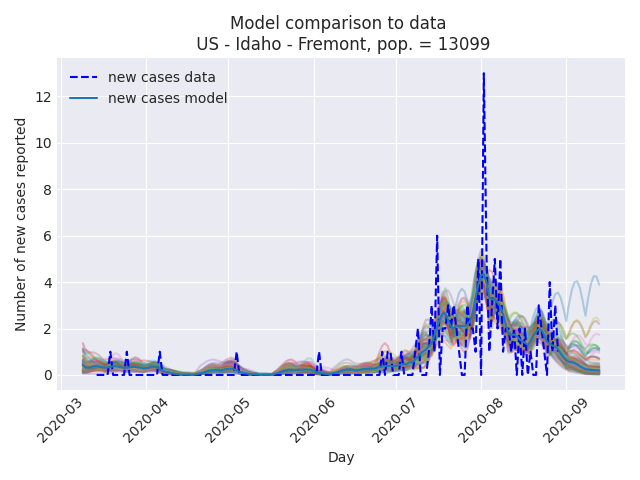 Model comparison to data
US - Idaho - Fremont, pop. = 13099
new cases data
new cases model
Number of new cases reported
12
10
8
6
4
2
0
2020-03
2020-04
2020-05
2020-06
2020-07
2020-08
2020-09
Day